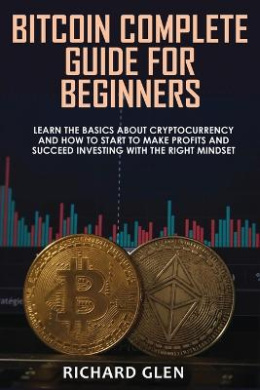 BITCOIN COMPLETE
GUIDE FOR
BEGINNERS
LEARN THE BASICS ABOUT CRYPTOCURRENCY
AND HOW TO START TO MAKE PROFITS AND
SUCCEED INVESTING WITH THE RIGHT MINDSET
RICHARD GLEN